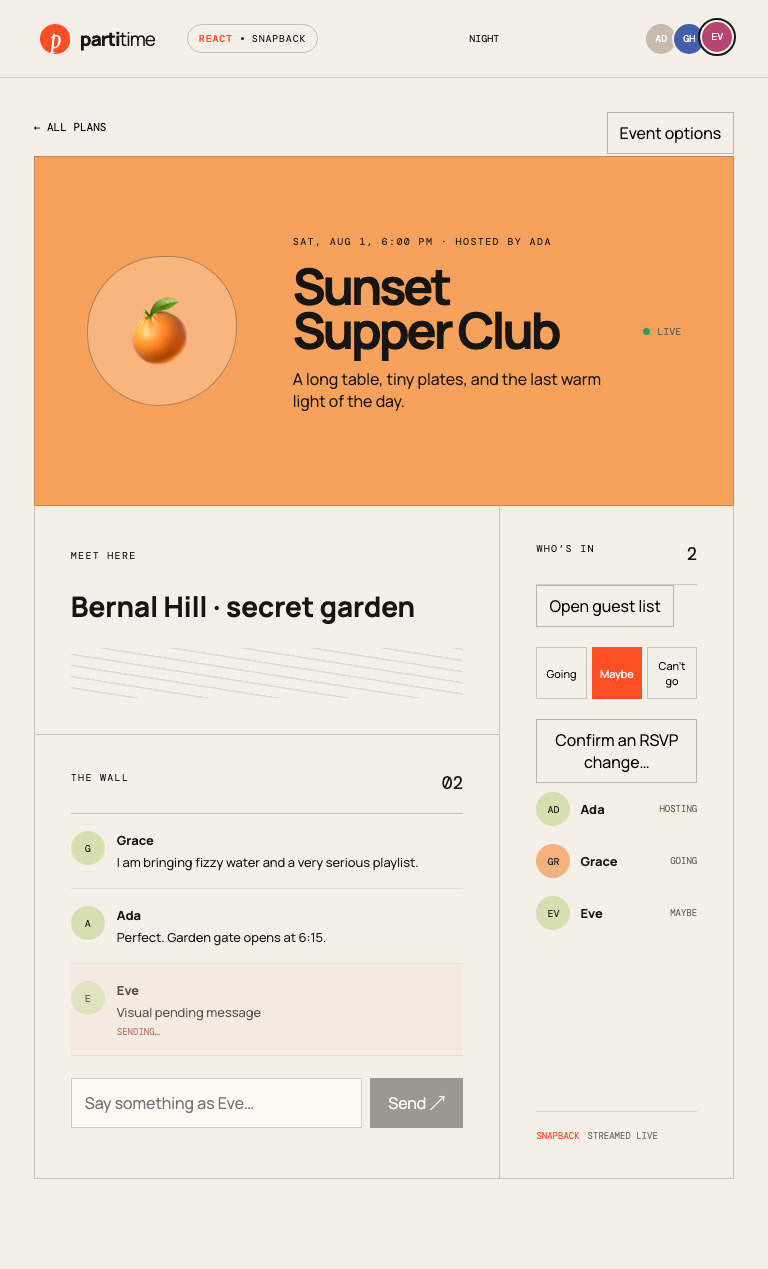 p partitime
REACT • SNAPBACK
NIGHT
AD GH EV
← ALL PLANS
Event options
SAT, AUG 1, 6:00 PM · HOSTED BY ADA
Sunset
Supper Club
A long table, tiny plates, and the last warm
light of the day.
LIVE
MEET HERE
Bernal Hill · secret garden
WHO'S IN 2
Open guest list
Going
Maybe
Can't
go
Confirm an RSVP
change…
AD Ada HOSTING
GR Grace GOING
EV Eve MAYBE
THE WALL 02
G Grace
I am bringing fizzy water and a very serious playlist.
A Ada
Perfect. Garden gate opens at 6:15.
E Eve
Visual pending message
SENDING…
Say something as Eve…
Send ↗
SNAPBACK STREAMED LIVE